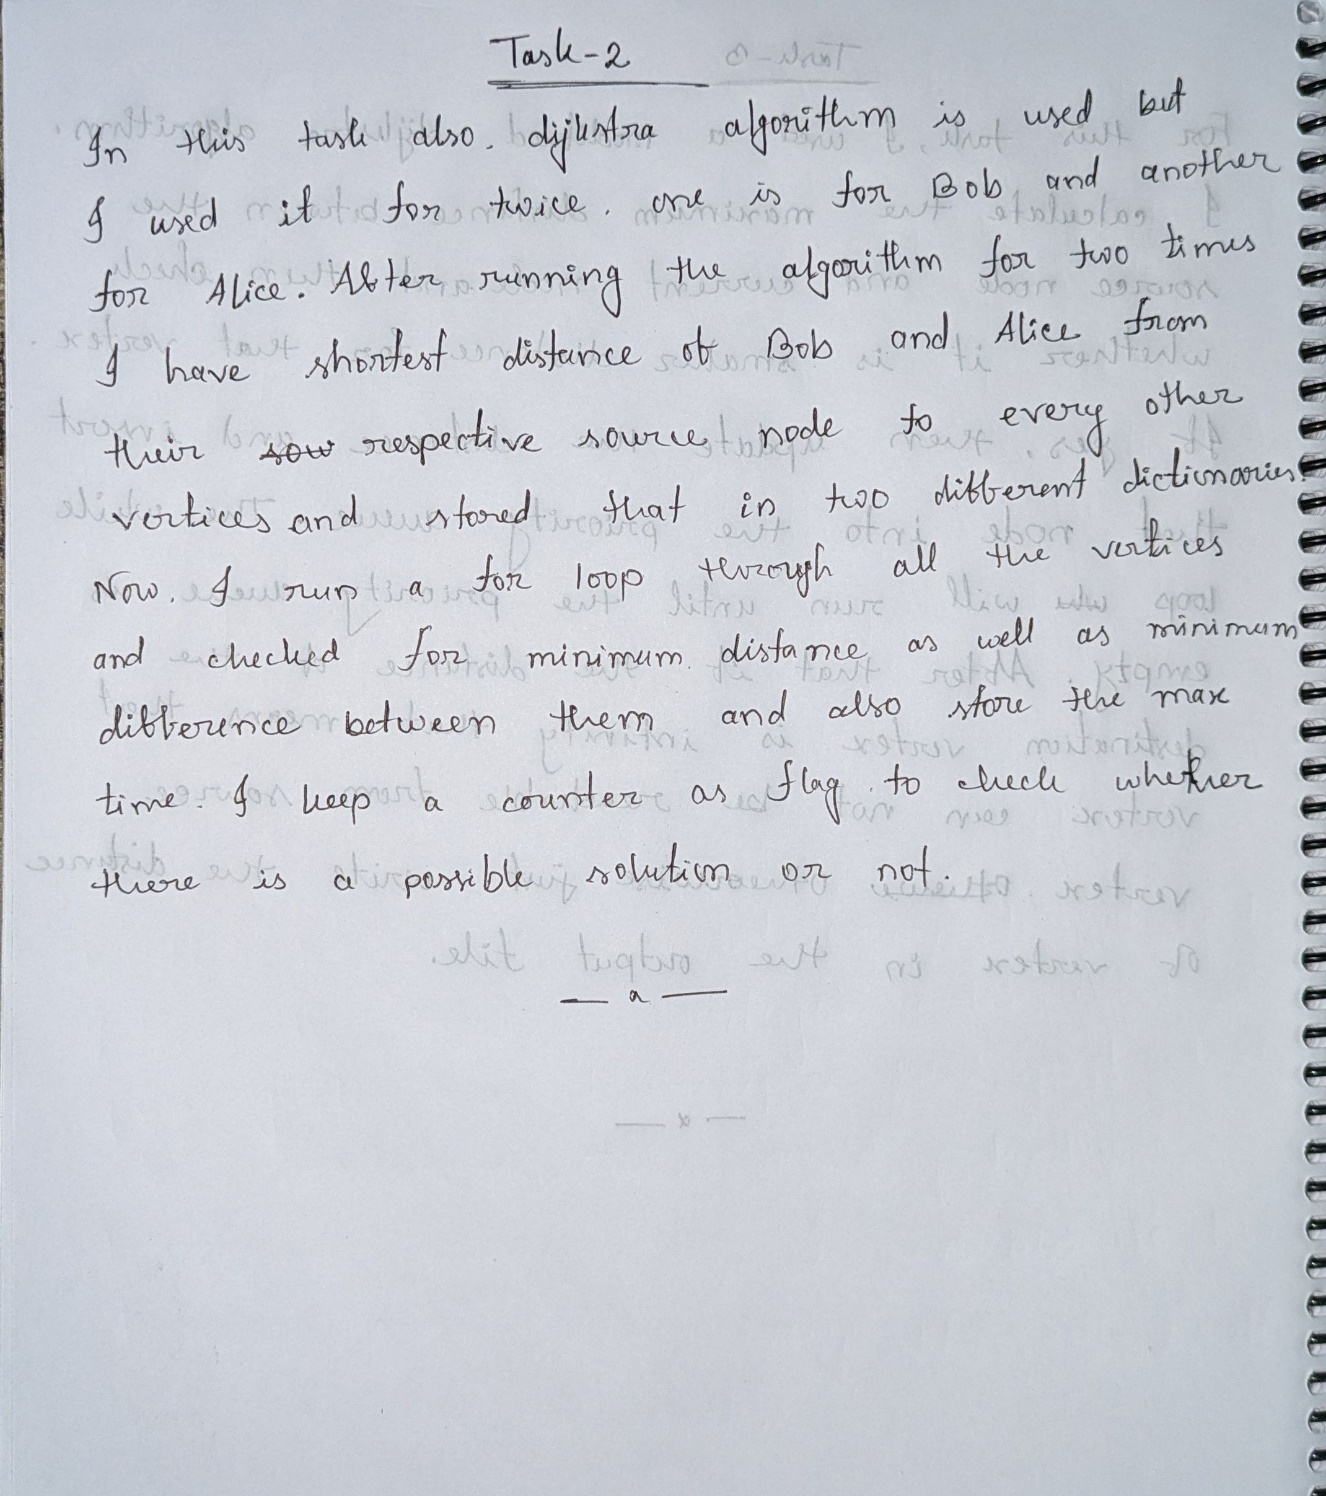 Task-2
In this task also, dijkstra algorithm is used but
I used it for twice. one is for Bob and another
for Alice. After running the algorithm for two times
I have shortest distance of Bob and Alice from
their sow respective source node to every other
vertices and stored that in two different dictionaries.
Now, I run a for loop through all the vertices
and checked for minimum distance as well as minimum
difference between them and also store the max
time. I keep a counter as flag to check whether
there is a possible solution or not.